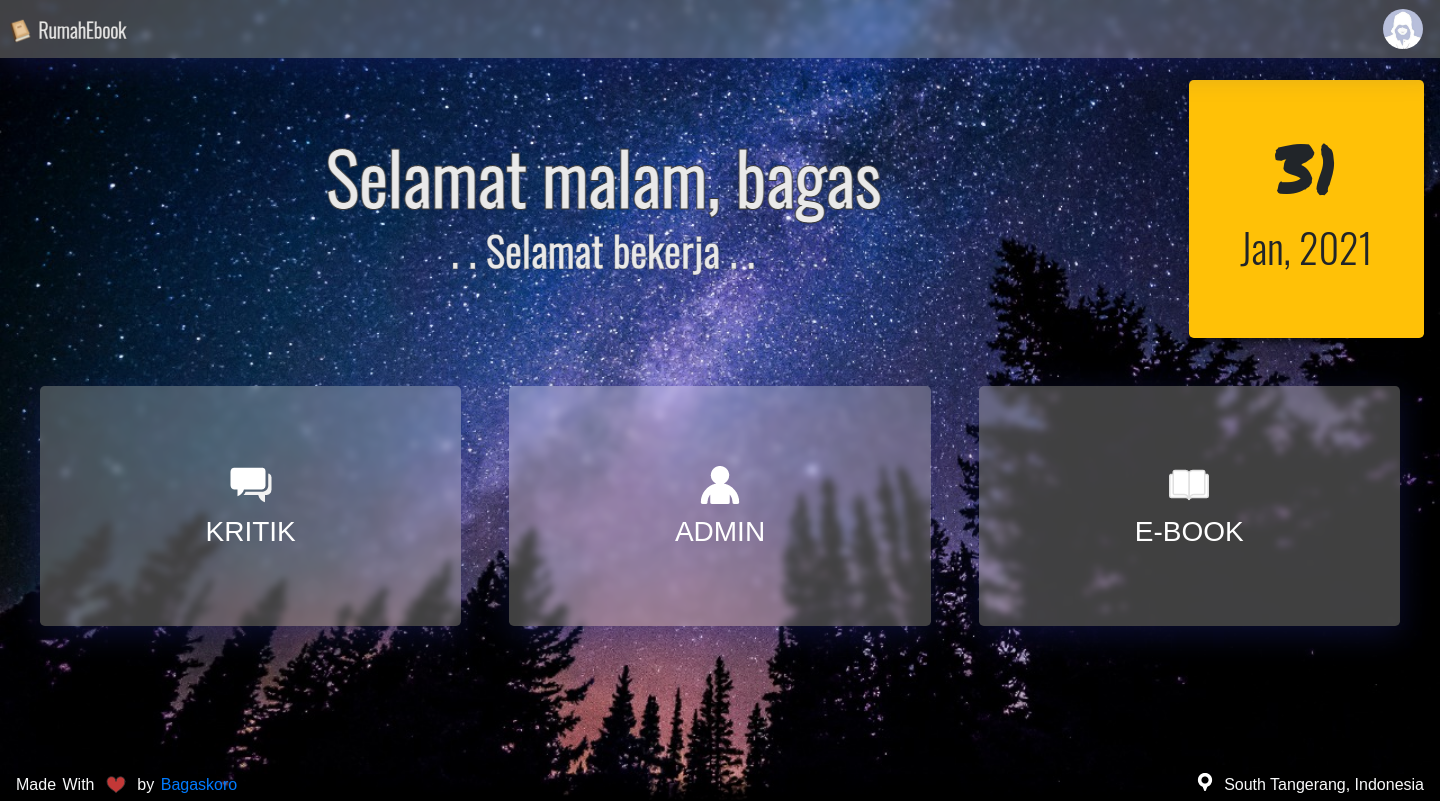 RumahEbook
Selamat malam, bagas
. . Selamat bekerja . .
31
Jan, 2021
KRITIK
ADMIN
E-BOOK
Made With by Bagaskoro
South Tangerang, Indonesia